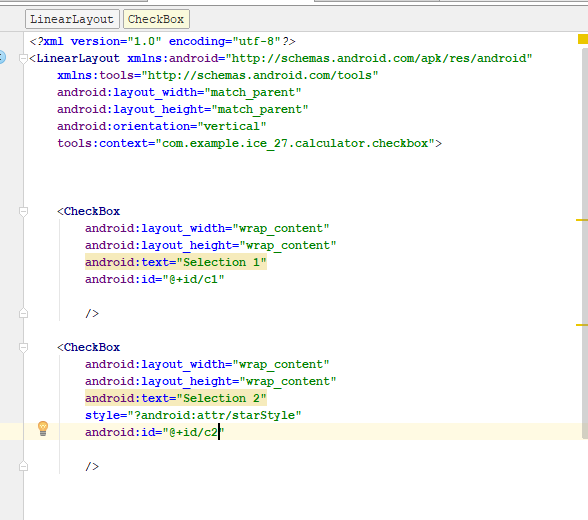 LinearLayout CheckBox
<?xml version="1.0" encoding="utf-8"?>
<LinearLayout xmlns:android="http://schemas.android.com/apk/res/android"
xmlns:tools="http://schemas.android.com/tools"
android:layout_width="match_parent"
android:layout_height="match_parent"
android:orientation="vertical"
tools:context="com.example.ice_27.calculator.checkbox">
<CheckBox
android:layout_width="wrap_content"
android:layout_height="wrap_content"
android:text="Selection 1"
android:id="@+id/c1"
/>
<CheckBox
android:layout_width="wrap_content"
android:layout_height="wrap_content"
android:text="Selection 2"
style="?android:attr/starStyle"
android:id="@+id/c2"
/>